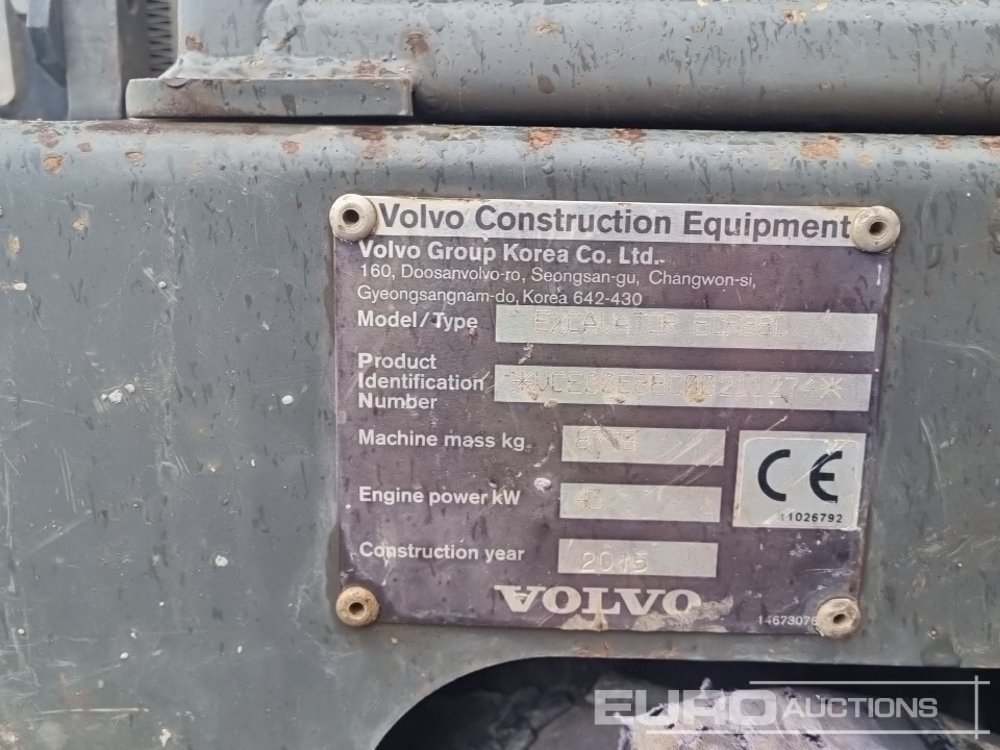 Volvo Construction Equipment
Volvo Group Korea Co. Ltd.
160, Doosanvolvo-ro, Seongsan-gu, Changwon-si,
Gyeongsangnam-do, Korea 642-430
Model/Type EXCAVATOR ECR88D
Product
Identification
Number
Machine mass kg
Engine power kW
CE
11026792
Construction year 2015
VOLVO
EURO AUCTIONS